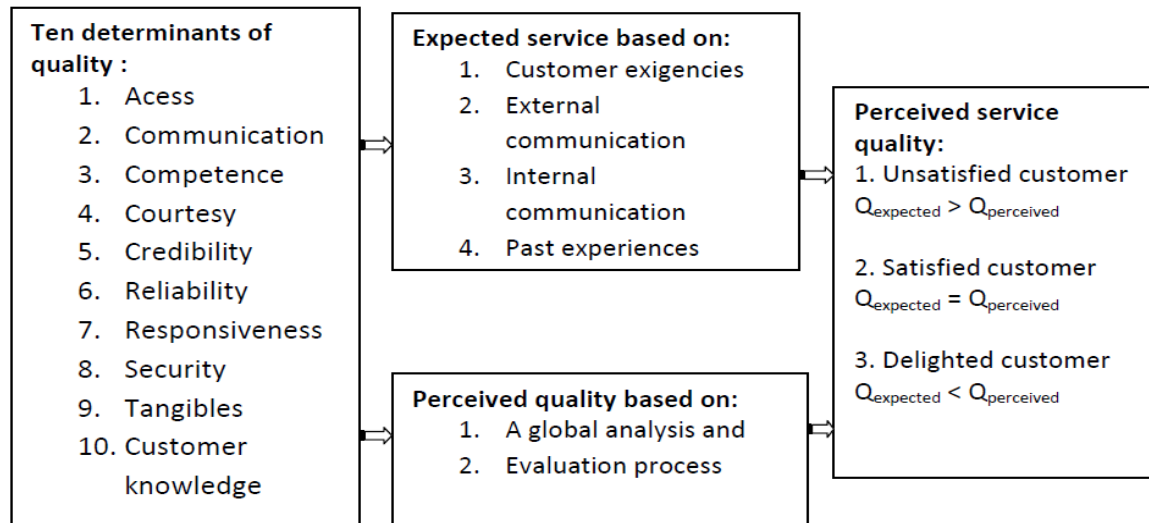 Ten determinants of
quality :
1. Acess
2. Communication
3. Competence
4. Courtesy
5. Credibility
6. Reliability
7. Responsiveness
8. Security
9. Tangibles
10. Customer
knowledge
Expected service based on:
1. Customer exigencies
2. External
communication
3. Internal
communication
4. Past experiences
Perceived quality based on:
1. A global analysis and
2. Evaluation process
Perceived service
quality:
1. Unsatisfied customer
Qexpected > Qperceived
2. Satisfied customer
Qexpected = Qperceived
3. Delighted customer
Qexpected < Qperceived